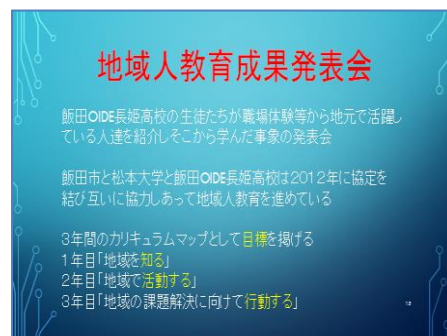 地域人教育成果発表会
飯田OIDE長姫高校の生徒たちが職場体験等から地元で活躍し
ている人達を紹介しそこから学んだ事象の発表会
飯田市と松本大学と飯田OIDE長姫高校は2012年に協定を
結び互いに協力しあって地域人教育を進めている
3年間のカリキュラムマップとして目標を掲げる
1年目「地域を知る」
2年目「地域で活動する」
3年目「地域の課題解決に向けて行動する」